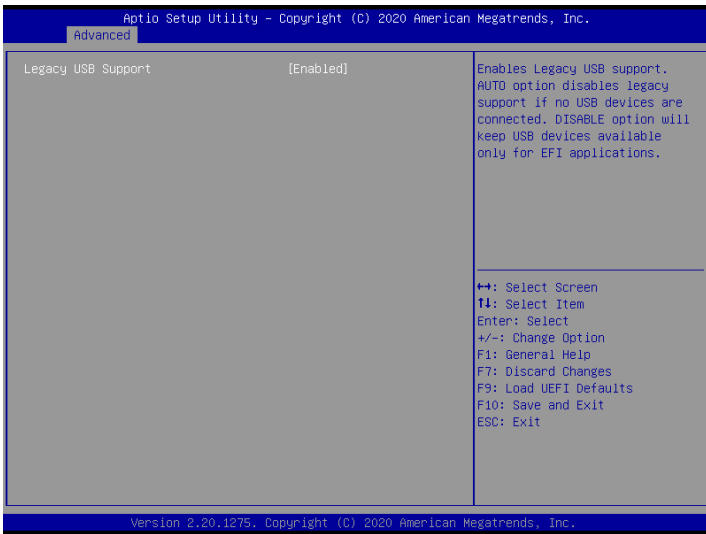 Aptio Setup Utility – Copyright (C) 2020 American Megatrends, Inc.
Advanced
Legacy USB Support [Enabled]
Enables Legacy USB support.
AUTO option disables legacy
support if no USB devices are
connected. DISABLE option will
keep USB devices available
only for EFI applications.
↔: Select Screen
↑↓: Select Item
Enter: Select
+/-: Change Option
F1: General Help
F7: Discard Changes
F9: Load UEFI Defaults
F10: Save and Exit
ESC: Exit
Version 2.20.1275. Copyright (C) 2020 American Megatrends, Inc.